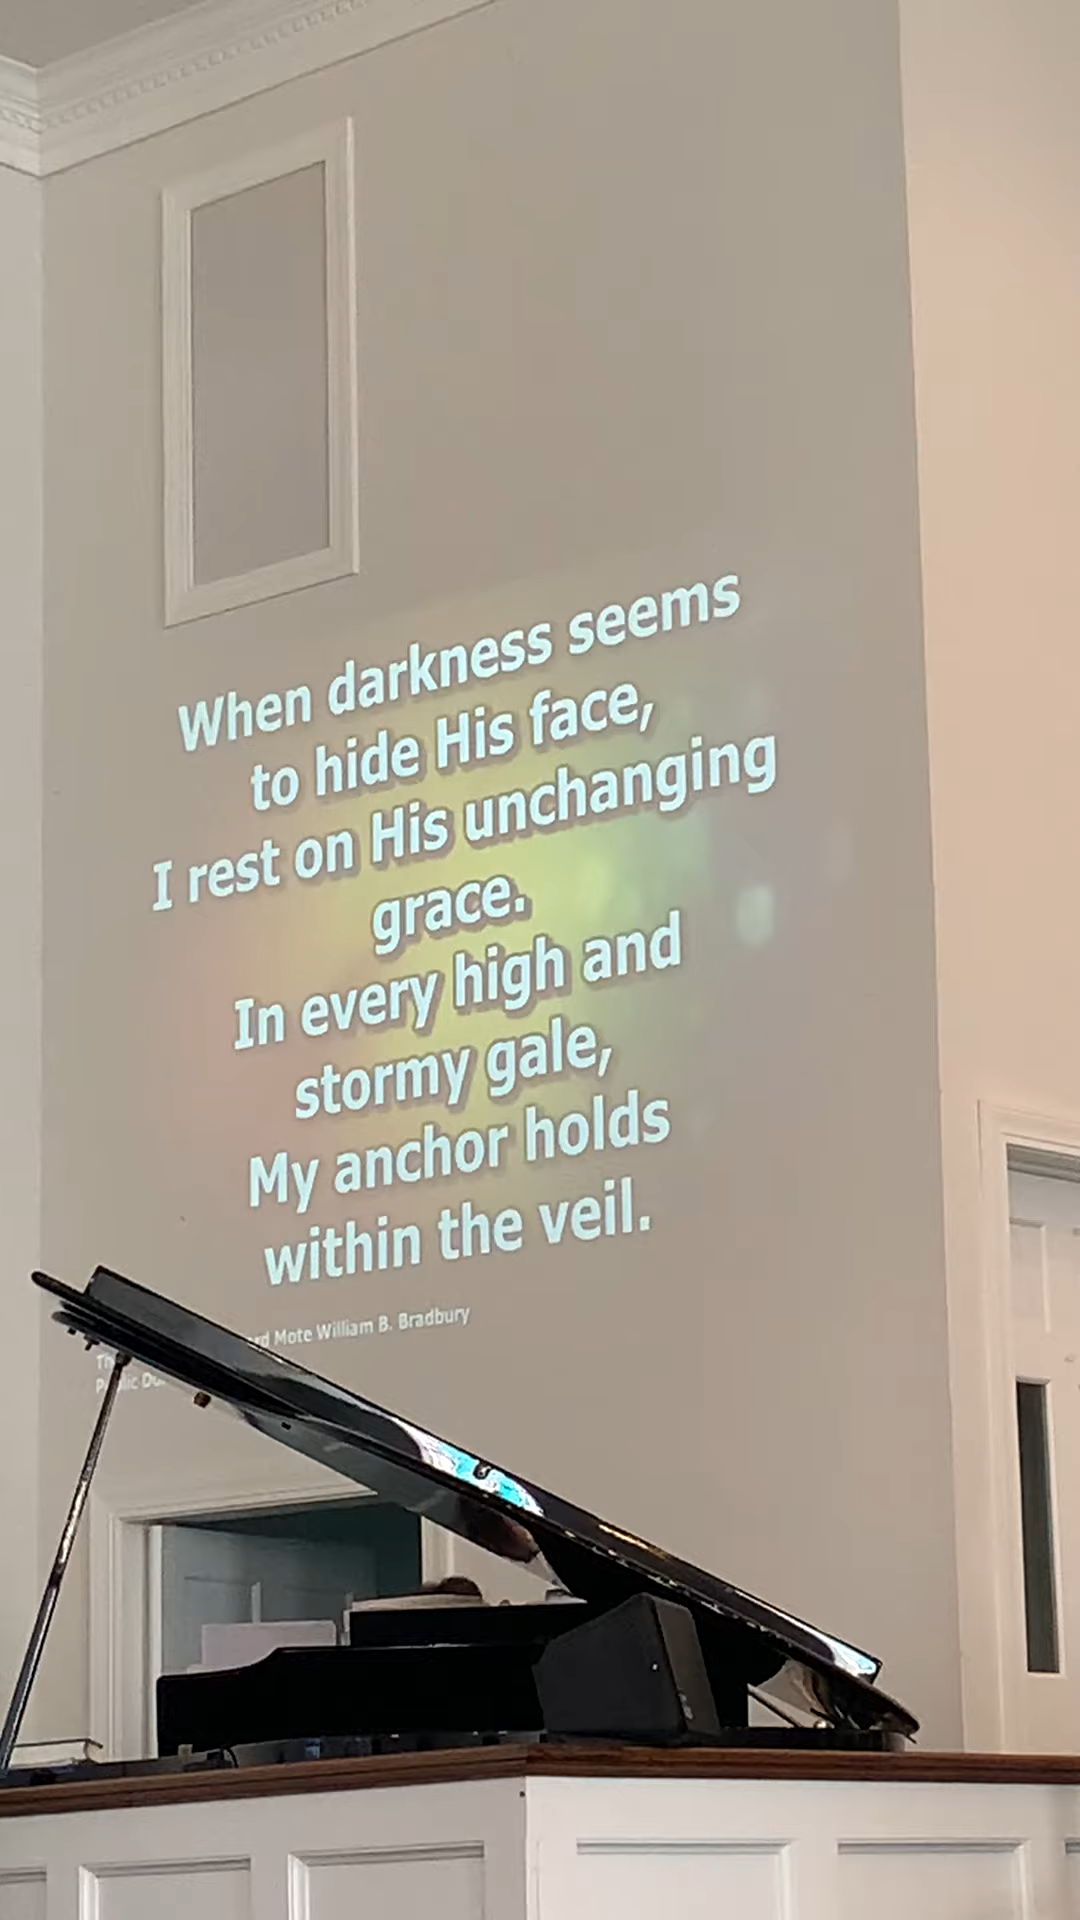 When darkness seems
to hide His face,
I rest on His unchanging
grace.
In every high and
stormy gale,
My anchor holds
within the veil.
Mote William B. Bradbury